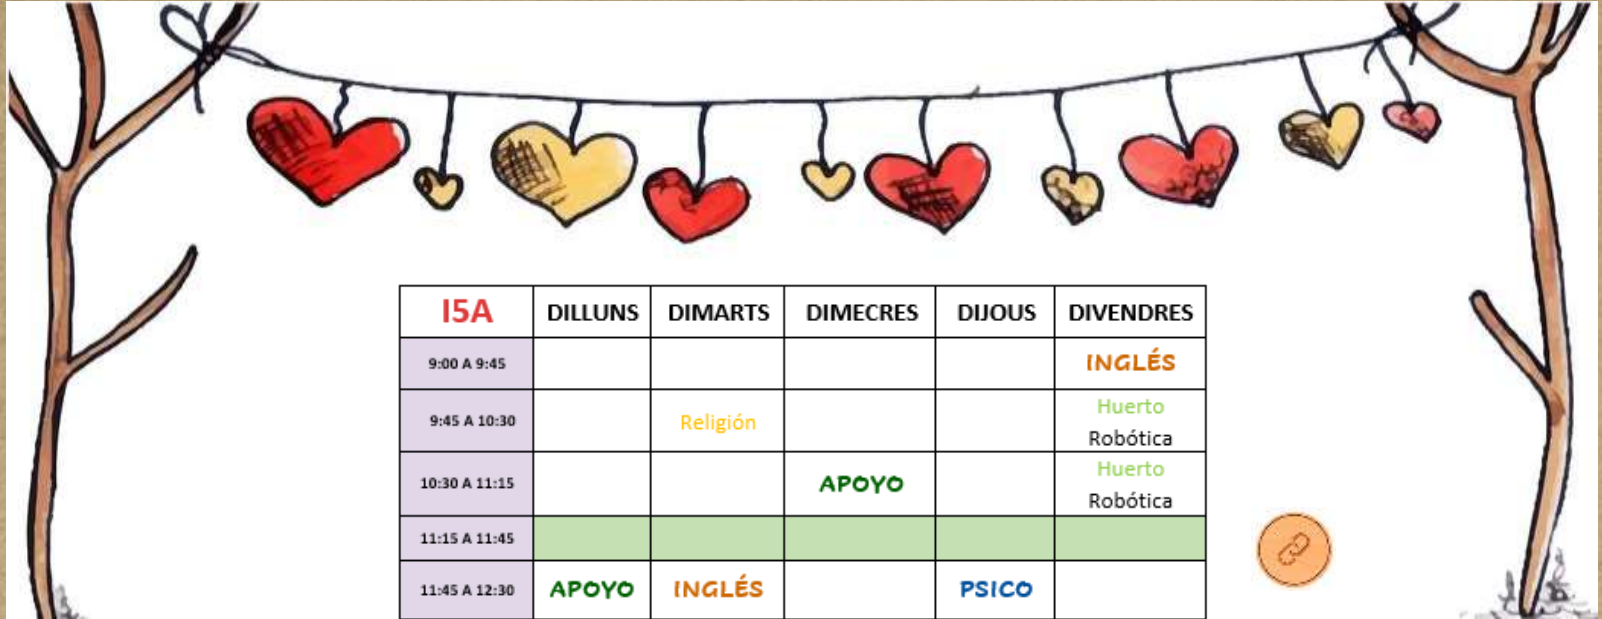 I5A DILLUNS DIMARTS DIMECRES DIJOUS DIVENDRES
9:00 A 9:45 INGLÉS
9:45 A 10:30 Religión Huerto
Robótica
10:30 A 11:15 APOYO Huerto
Robótica
11:15 A 11:45
11:45 A 12:30 APOYO INGLÉS PSICO